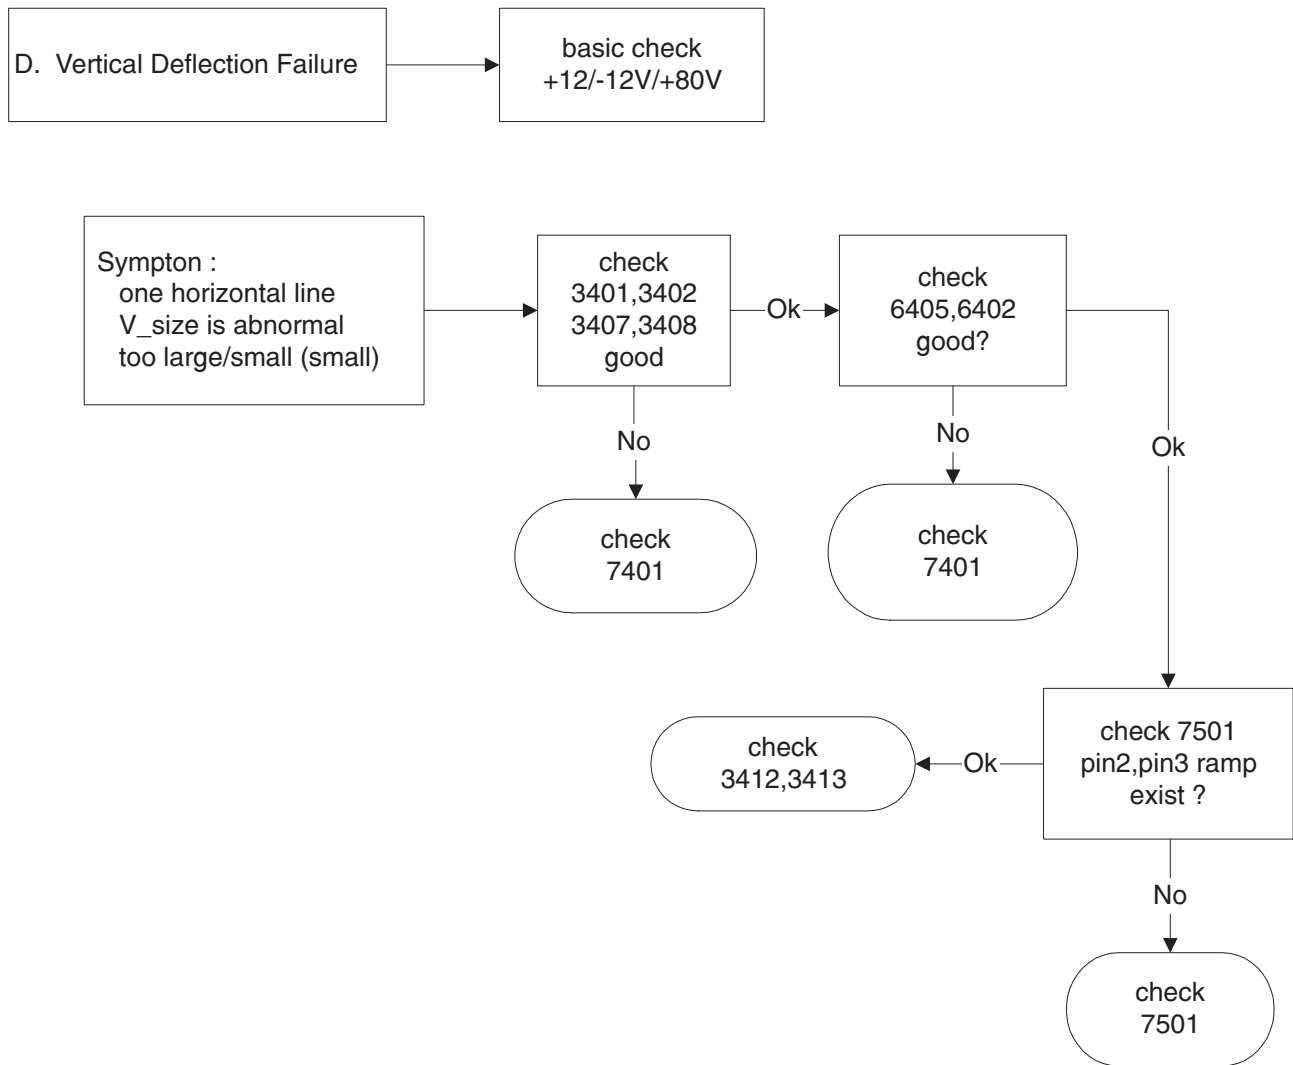 D. Vertical Deflection Failure
basic check
+12/-12V/+80V
Sympton :
one horizontal line
V_size is abnormal
too large/small (small)
check
3401,3402
3407,3408
good
Ok
check
6405,6402
good?
No
No
Ok
check
7401
check
7401
check 7501
pin2,pin3 ramp
exist ?
Ok
check
3412,3413
No
check
7501